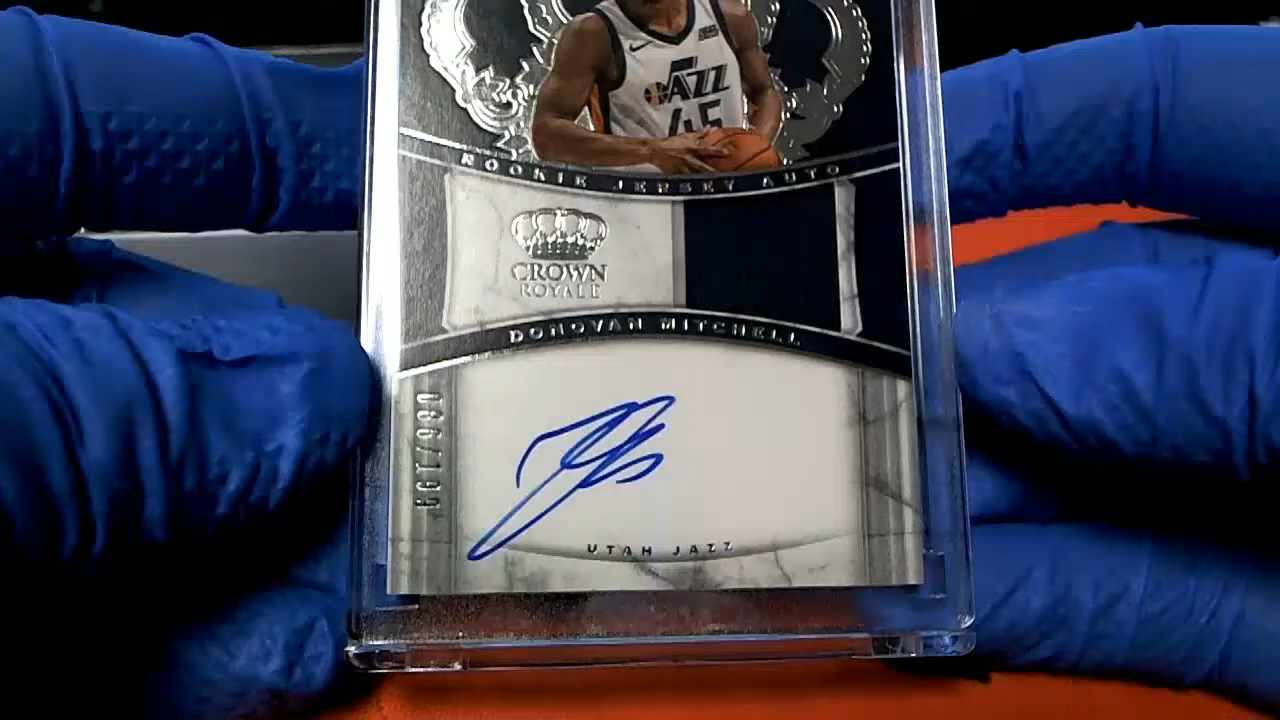 JAZZ
45
ROOKIE JERSEY AUTO
CROWN
ROYALE
DONOVAN MITCHELL
UTAH JAZZ